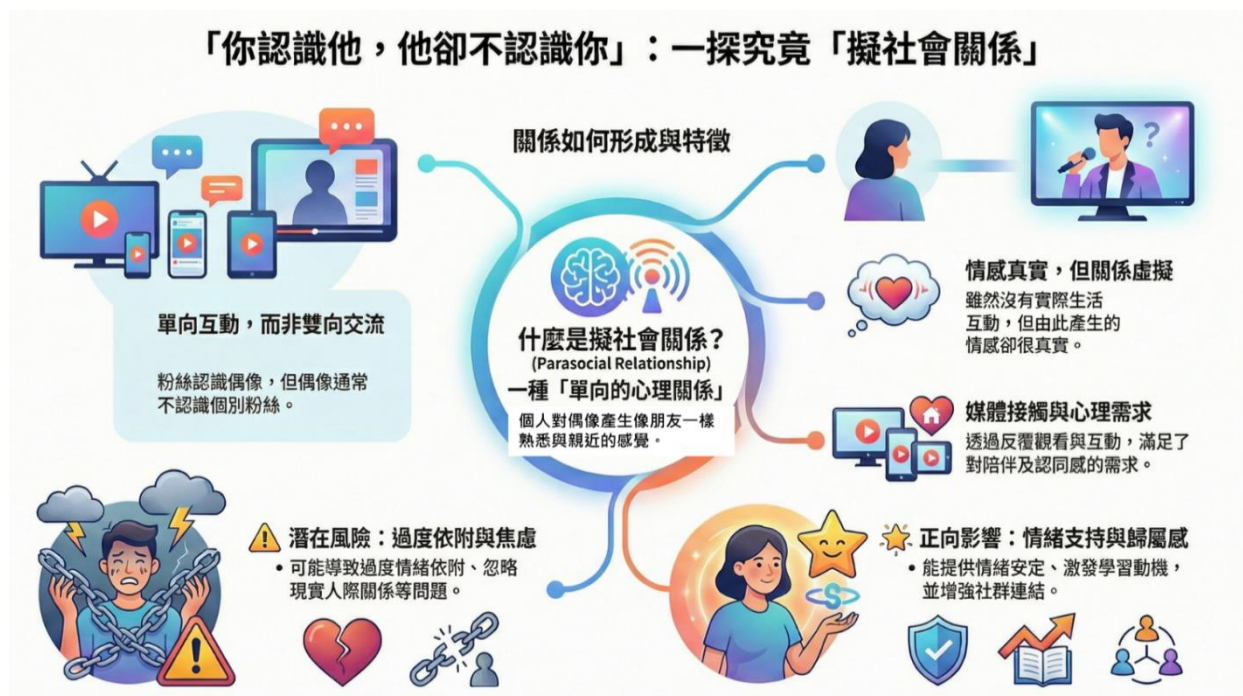 「你認識他，他卻不認識你」：一探究竟「擬社會關係」
關係如何形成與特徵
單向互動，而非雙向交流
粉絲認識偶像，但偶像通常
不認識個別粉絲。
什麼是擬社會關係？
(Parasocial Relationship)
一種「單向的心理關係」
個人對偶像產生像朋友一樣
熟悉與親近的感覺。
?
情感真實，但關係虛擬
雖然沒有實際生活
互動，但由此產生的
情感卻很真實。
媒體接觸與心理需求
透過反覆觀看與互動，滿足了
對陪伴及認同感的需求。
潛在風險：過度依附與焦慮
• 可能導致過度情緒依附、忽略
現實人際關係等問題。
正向影響：情緒支持與歸屬感
• 能提供情緒安定、激發學習動機，
並增強社群連結。